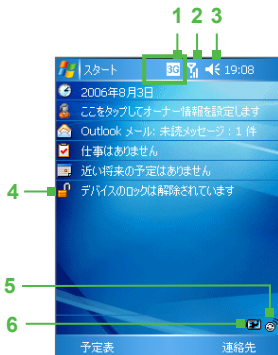 1 2 3
スタート 3G 19:08
2006年8月3日
ここをタップしてオーナー情報を設定します
Outlook メール: 未読メッセージ : 1 件
仕事はありません
近い将来の予定はありません
4
デバイスのロックは解除されています
5
6
予定表 連絡先